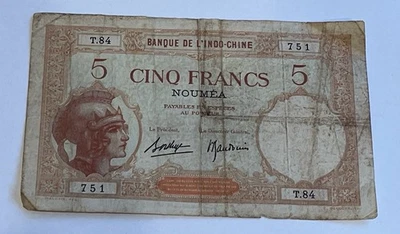 T.84
BANQUE DE L'INDO-CHINE
751
5
CINQ FRANCS
5
NOUMÉA
PAYABLES EN ESPÈCES
AU PORTEUR
Le Président,
Le Directeur Général,
751
T.84